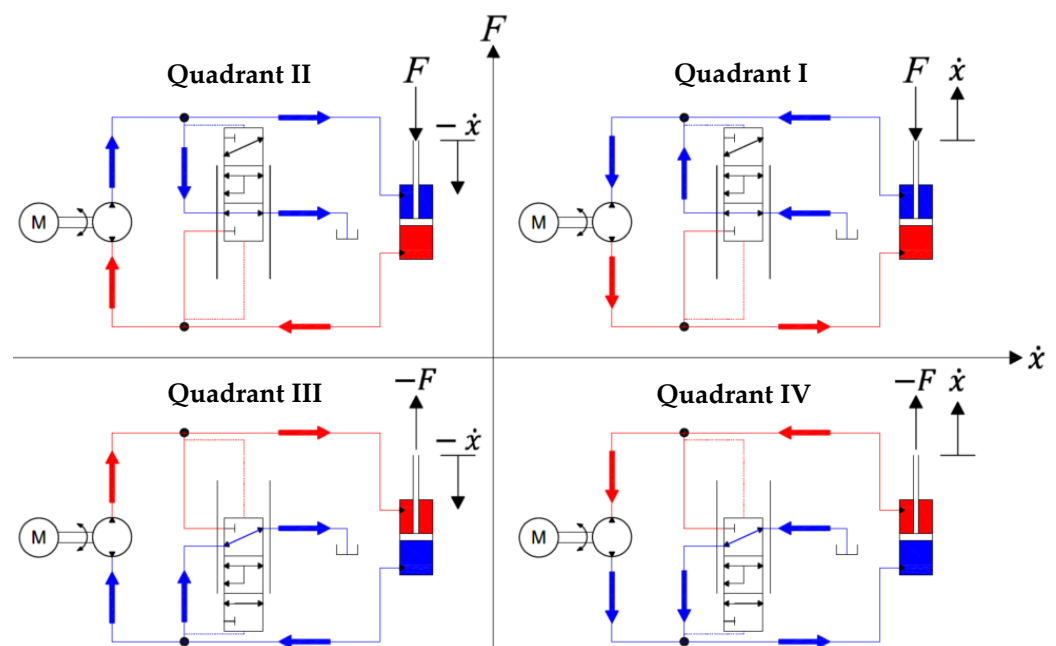 F
Quadrant II
F
− ẋ
M
Quadrant I
F ẋ
M
ẋ
Quadrant III
−F
− ẋ
M
Quadrant IV
−F ẋ
M